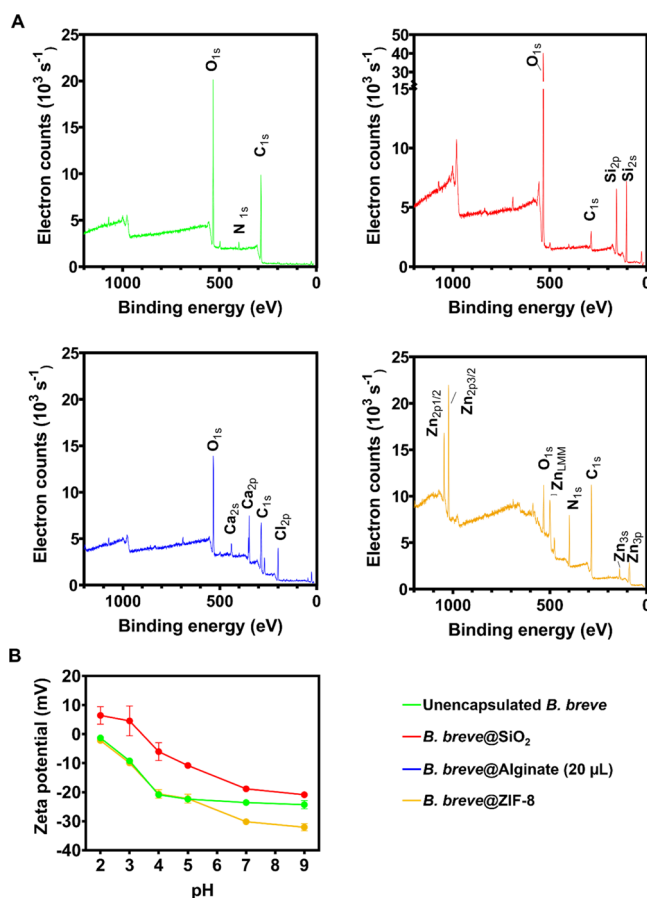 A
Electron counts (10³ s⁻¹)
25
20
15
10
5
0
O1s
N 1s
C1s
1000
500
0
Binding energy (eV)
Electron counts (10³ s⁻¹)
50
40
30
15
10
5
0
O1s
C1s
Si2p
Si2s
1000
500
0
Binding energy (eV)
Electron counts (10³ s⁻¹)
25
20
15
10
5
0
O1s
Ca2s
Ca2p
C1s
Cl2p
1000
500
0
Binding energy (eV)
Electron counts (10³ s⁻¹)
25
20
15
10
5
0
Zn2p1/2
Zn2p3/2
O1s
ZnLMM
N1s
C1s
Zn3s
Zn3p
1000
500
0
Binding energy (eV)
B
Zeta potential (mV)
20
10
0
-10
-20
-30
-40
2
3
4
5
6
7
8
9
pH
Unencapsulated B. breve
B. breve@SiO₂
B. breve@Alginate (20 µL)
B. breve@ZIF-8